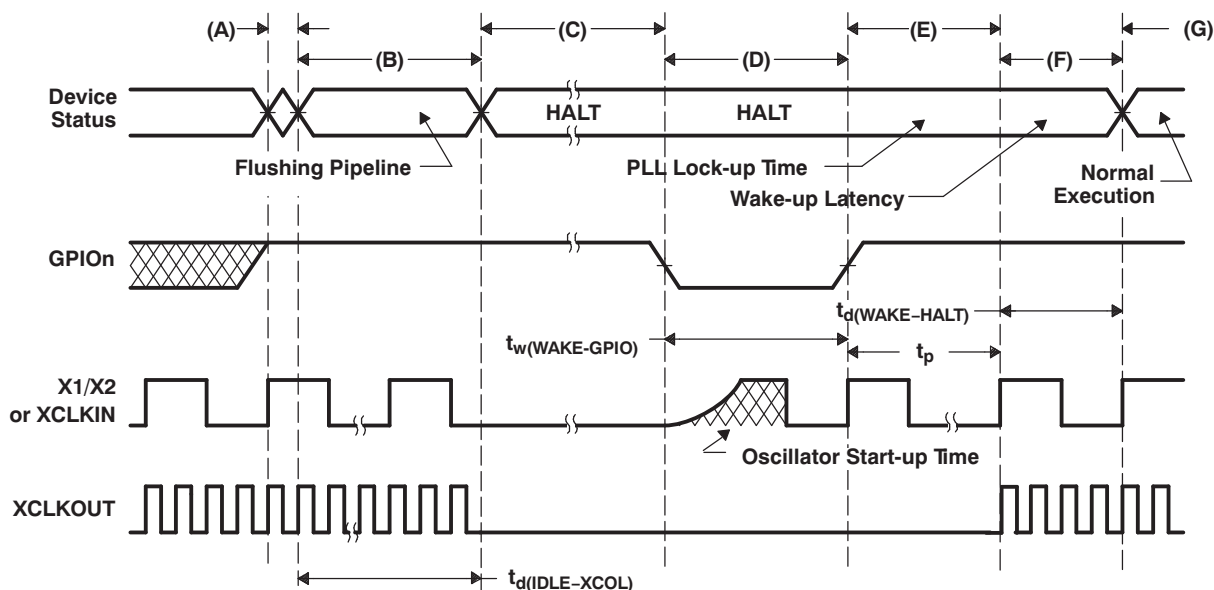 (A)
(C)
(E)
(G)
(B)
(D)
(F)
Device
Status
HALT
HALT
Flushing Pipeline
PLL Lock-up Time
Wake-up Latency
Normal
Execution
GPIOn
td(WAKE–HALT)
tw(WAKE-GPIO)
tp
X1/X2
or XCLKIN
Oscillator Start-up Time
XCLKOUT
td(IDLE–XCOL)